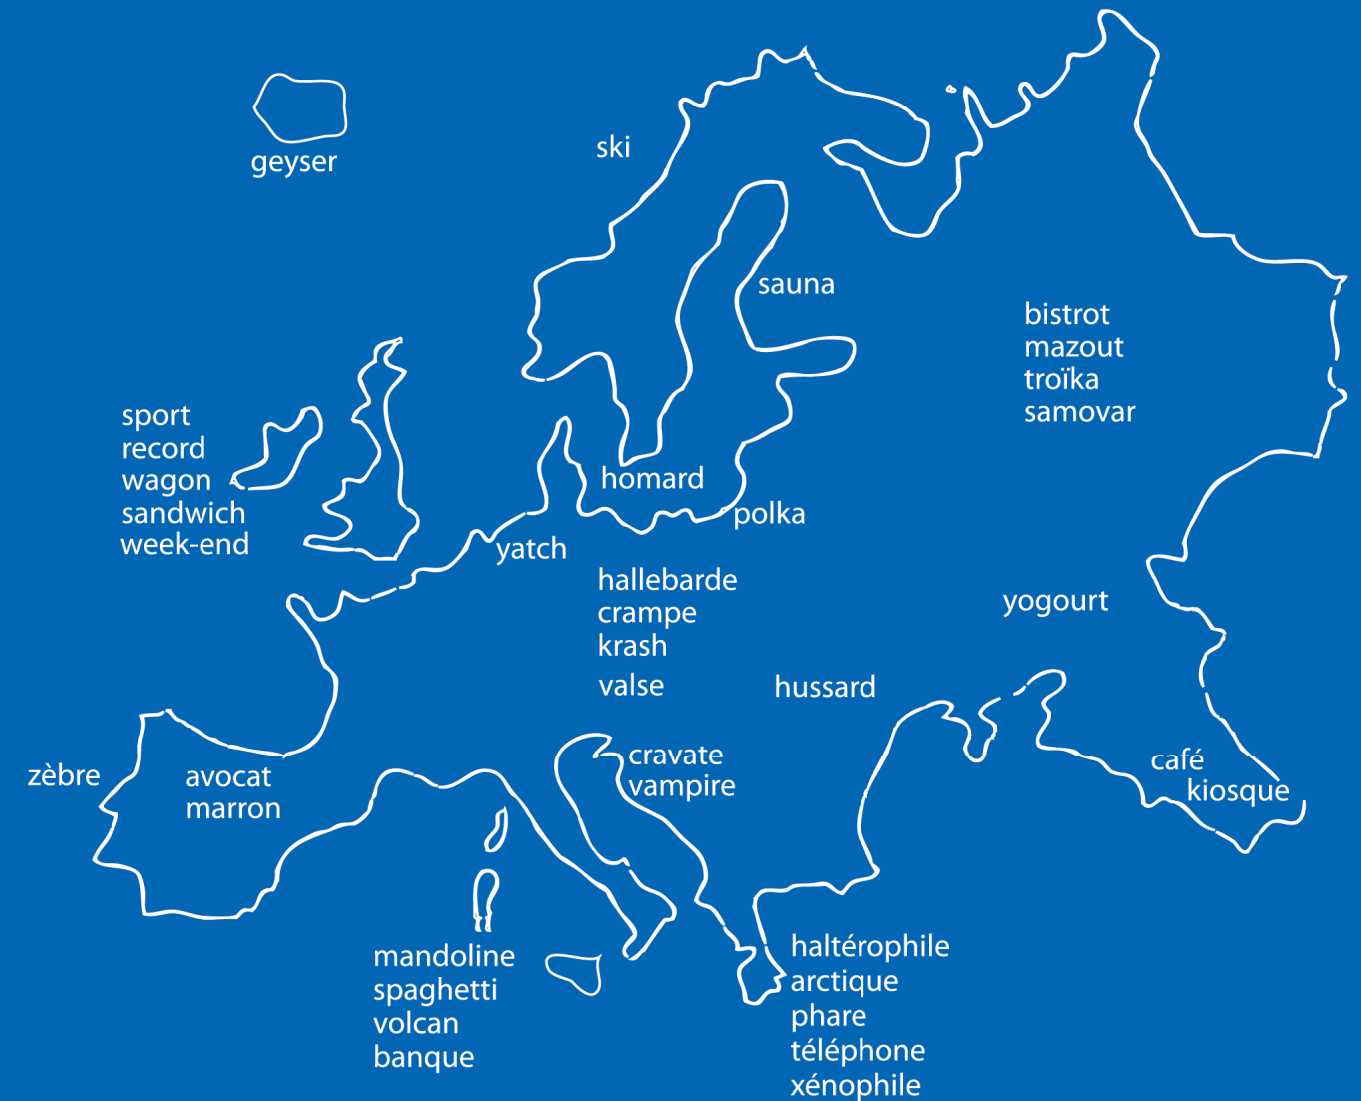 geyser
ski
sauna
bistrot
mazout
troïka
samovar
sport
record
wagon
sandwich
week-end
homard
polka
yatch
hallebarde
crampe
krash
valse
yogourt
hussard
zèbre
avocat
marron
cravate
vampire
café
kiosque
mandoline
spaghetti
volcan
banque
haltérophile
arctique
phare
téléphone
xénophile